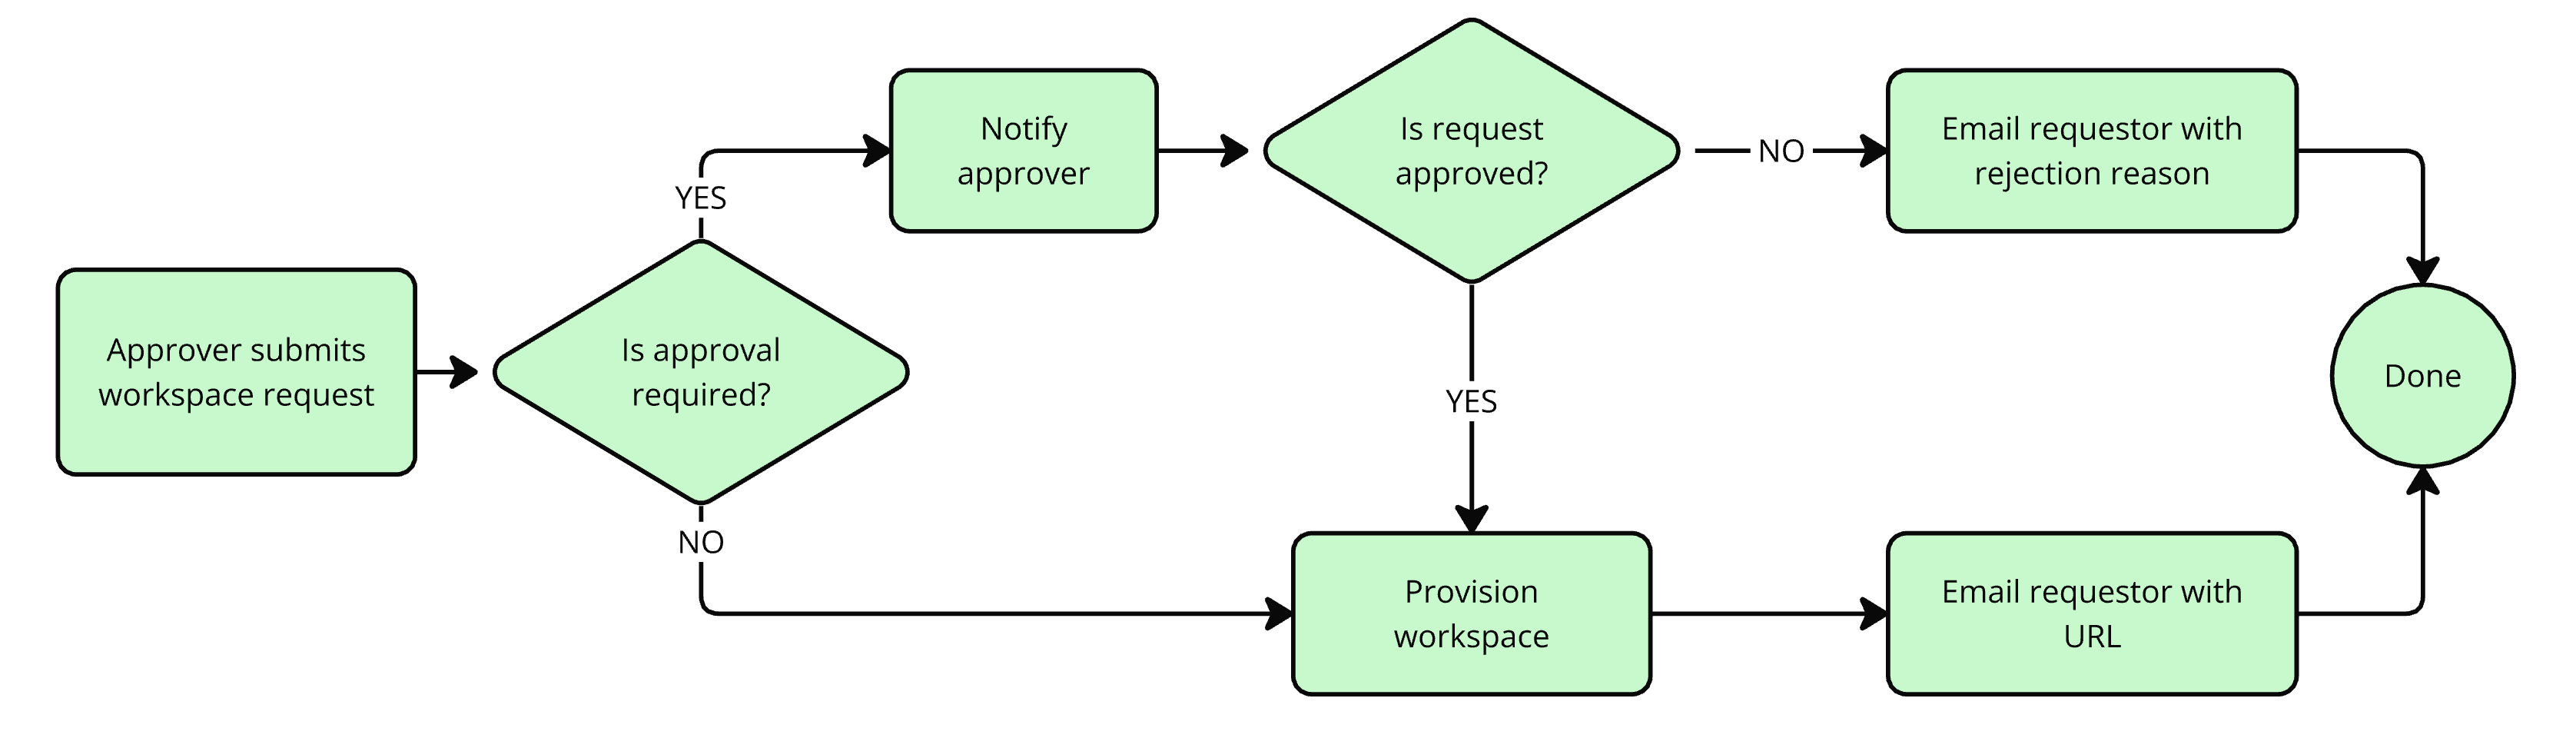 Approver submits
workspace request
Is approval
required?
YES
Notify
approver
Is request
approved?
NO
Email requestor with
rejection reason
YES
NO
Provision
workspace
Email requestor with
URL
Done